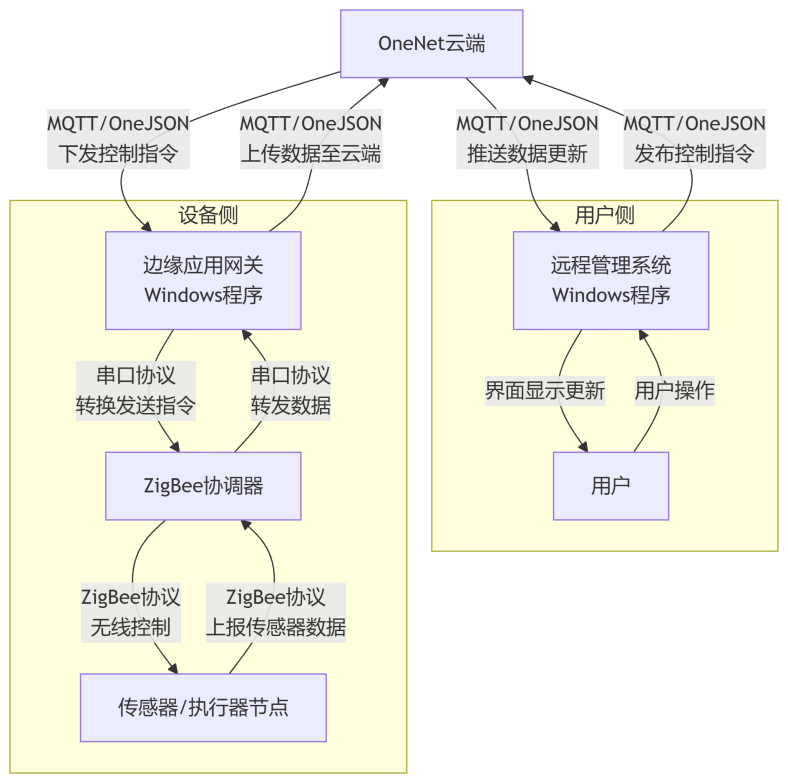 OneNet云端
MQTT/OneJSON
下发控制指令
MQTT/OneJSON
上传数据至云端
MQTT/OneJSON
推送数据更新
MQTT/OneJSON
发布控制指令
设备侧
边缘应用网关
Windows程序
串口协议
转换发送指令
串口协议
转发数据
ZigBee协调器
ZigBee协议
无线控制
ZigBee协议
上报传感器数据
传感器/执行器节点
用户侧
远程管理系统
Windows程序
界面显示更新
用户操作
用户